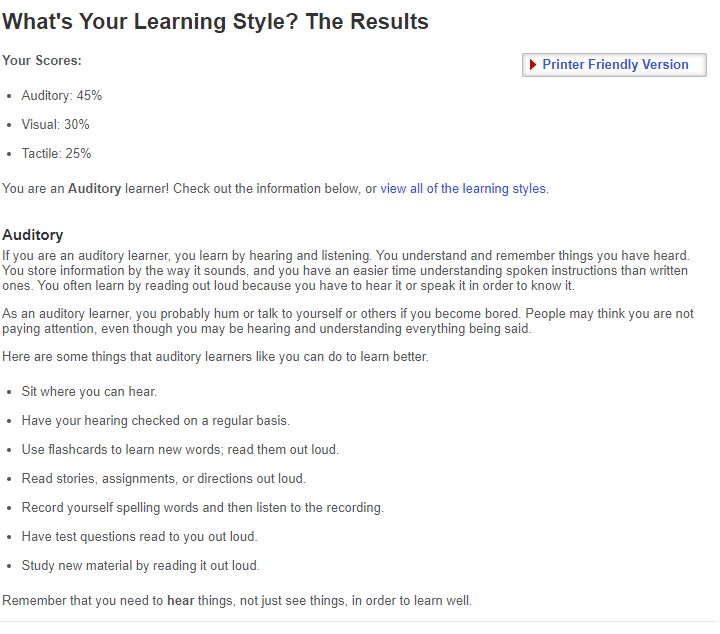 What's Your Learning Style? The Results
Your Scores:
Printer Friendly Version
Auditory: 45%
Visual: 30%
Tactile: 25%
You are an Auditory learner! Check out the information below, or view all of the learning styles.
Auditory
If you are an auditory learner, you learn by hearing and listening. You understand and remember things you have heard.
You store information by the way it sounds, and you have an easier time understanding spoken instructions than written
ones. You often learn by reading out loud because you have to hear it or speak it in order to know it.
As an auditory learner, you probably hum or talk to yourself or others if you become bored. People may think you are not
paying attention, even though you may be hearing and understanding everything being said.
Here are some things that auditory learners like you can do to learn better.
Sit where you can hear.
Have your hearing checked on a regular basis.
Use flashcards to learn new words; read them out loud.
Read stories, assignments, or directions out loud.
Record yourself spelling words and then listen to the recording.
Have test questions read to you out loud.
Study new material by reading it out loud.
Remember that you need to hear things, not just see things, in order to learn well.